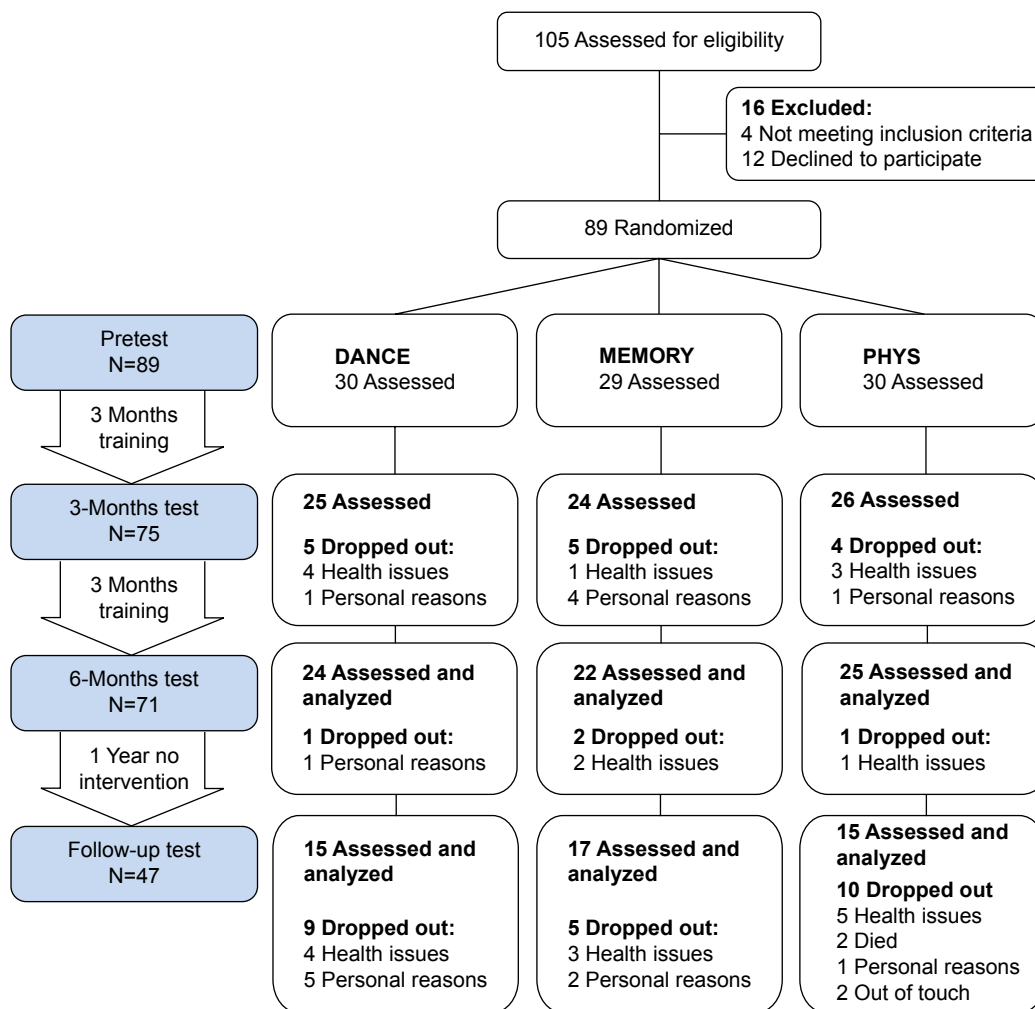 105 Assessed for eligibility
16 Excluded:
4 Not meeting inclusion criteria
12 Declined to participate
89 Randomized
Pretest
N=89
DANCE
30 Assessed
MEMORY
29 Assessed
PHYS
30 Assessed
3 Months
training
3-Months test
N=75
25 Assessed
5 Dropped out:
4 Health issues
1 Personal reasons
24 Assessed
5 Dropped out:
1 Health issues
4 Personal reasons
26 Assessed
4 Dropped out:
3 Health issues
1 Personal reasons
3 Months
training
6-Months test
N=71
24 Assessed and
analyzed
1 Dropped out:
1 Personal reasons
22 Assessed and
analyzed
2 Dropped out:
2 Health issues
25 Assessed and
analyzed
1 Dropped out:
1 Health issues
1 Year no
intervention
Follow-up test
N=47
15 Assessed and
analyzed
9 Dropped out:
4 Health issues
5 Personal reasons
17 Assessed and
analyzed
5 Dropped out:
3 Health issues
2 Personal reasons
15 Assessed and
analyzed
10 Dropped out
5 Health issues
2 Died
1 Personal reasons
2 Out of touch